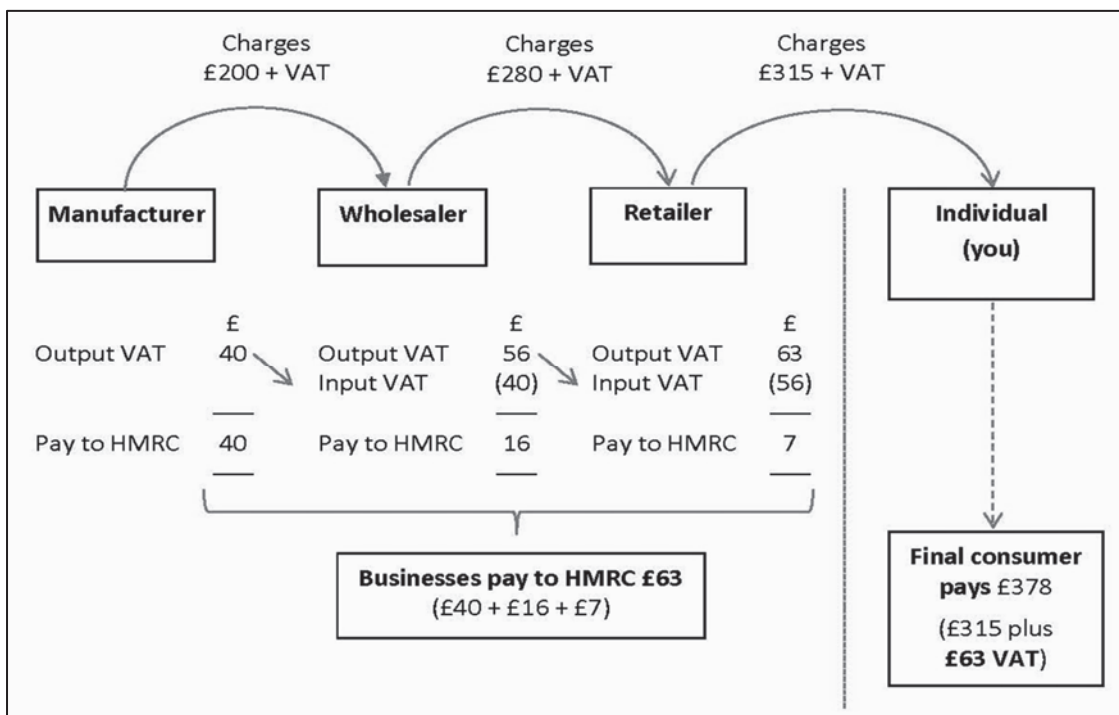 Charges
£200 + VAT
Charges
£280 + VAT
Charges
£315 + VAT
Manufacturer
Wholesaler
Retailer
Individual
(you)
£
£
£
Output VAT 40
Output VAT 56
Output VAT 63
Input VAT (40)
Input VAT (56)
Pay to HMRC 40
Pay to HMRC 16
Pay to HMRC 7
Businesses pay to HMRC £63
(£40 + £16 + £7)
Final consumer
pays £378
(£315 plus
£63 VAT)